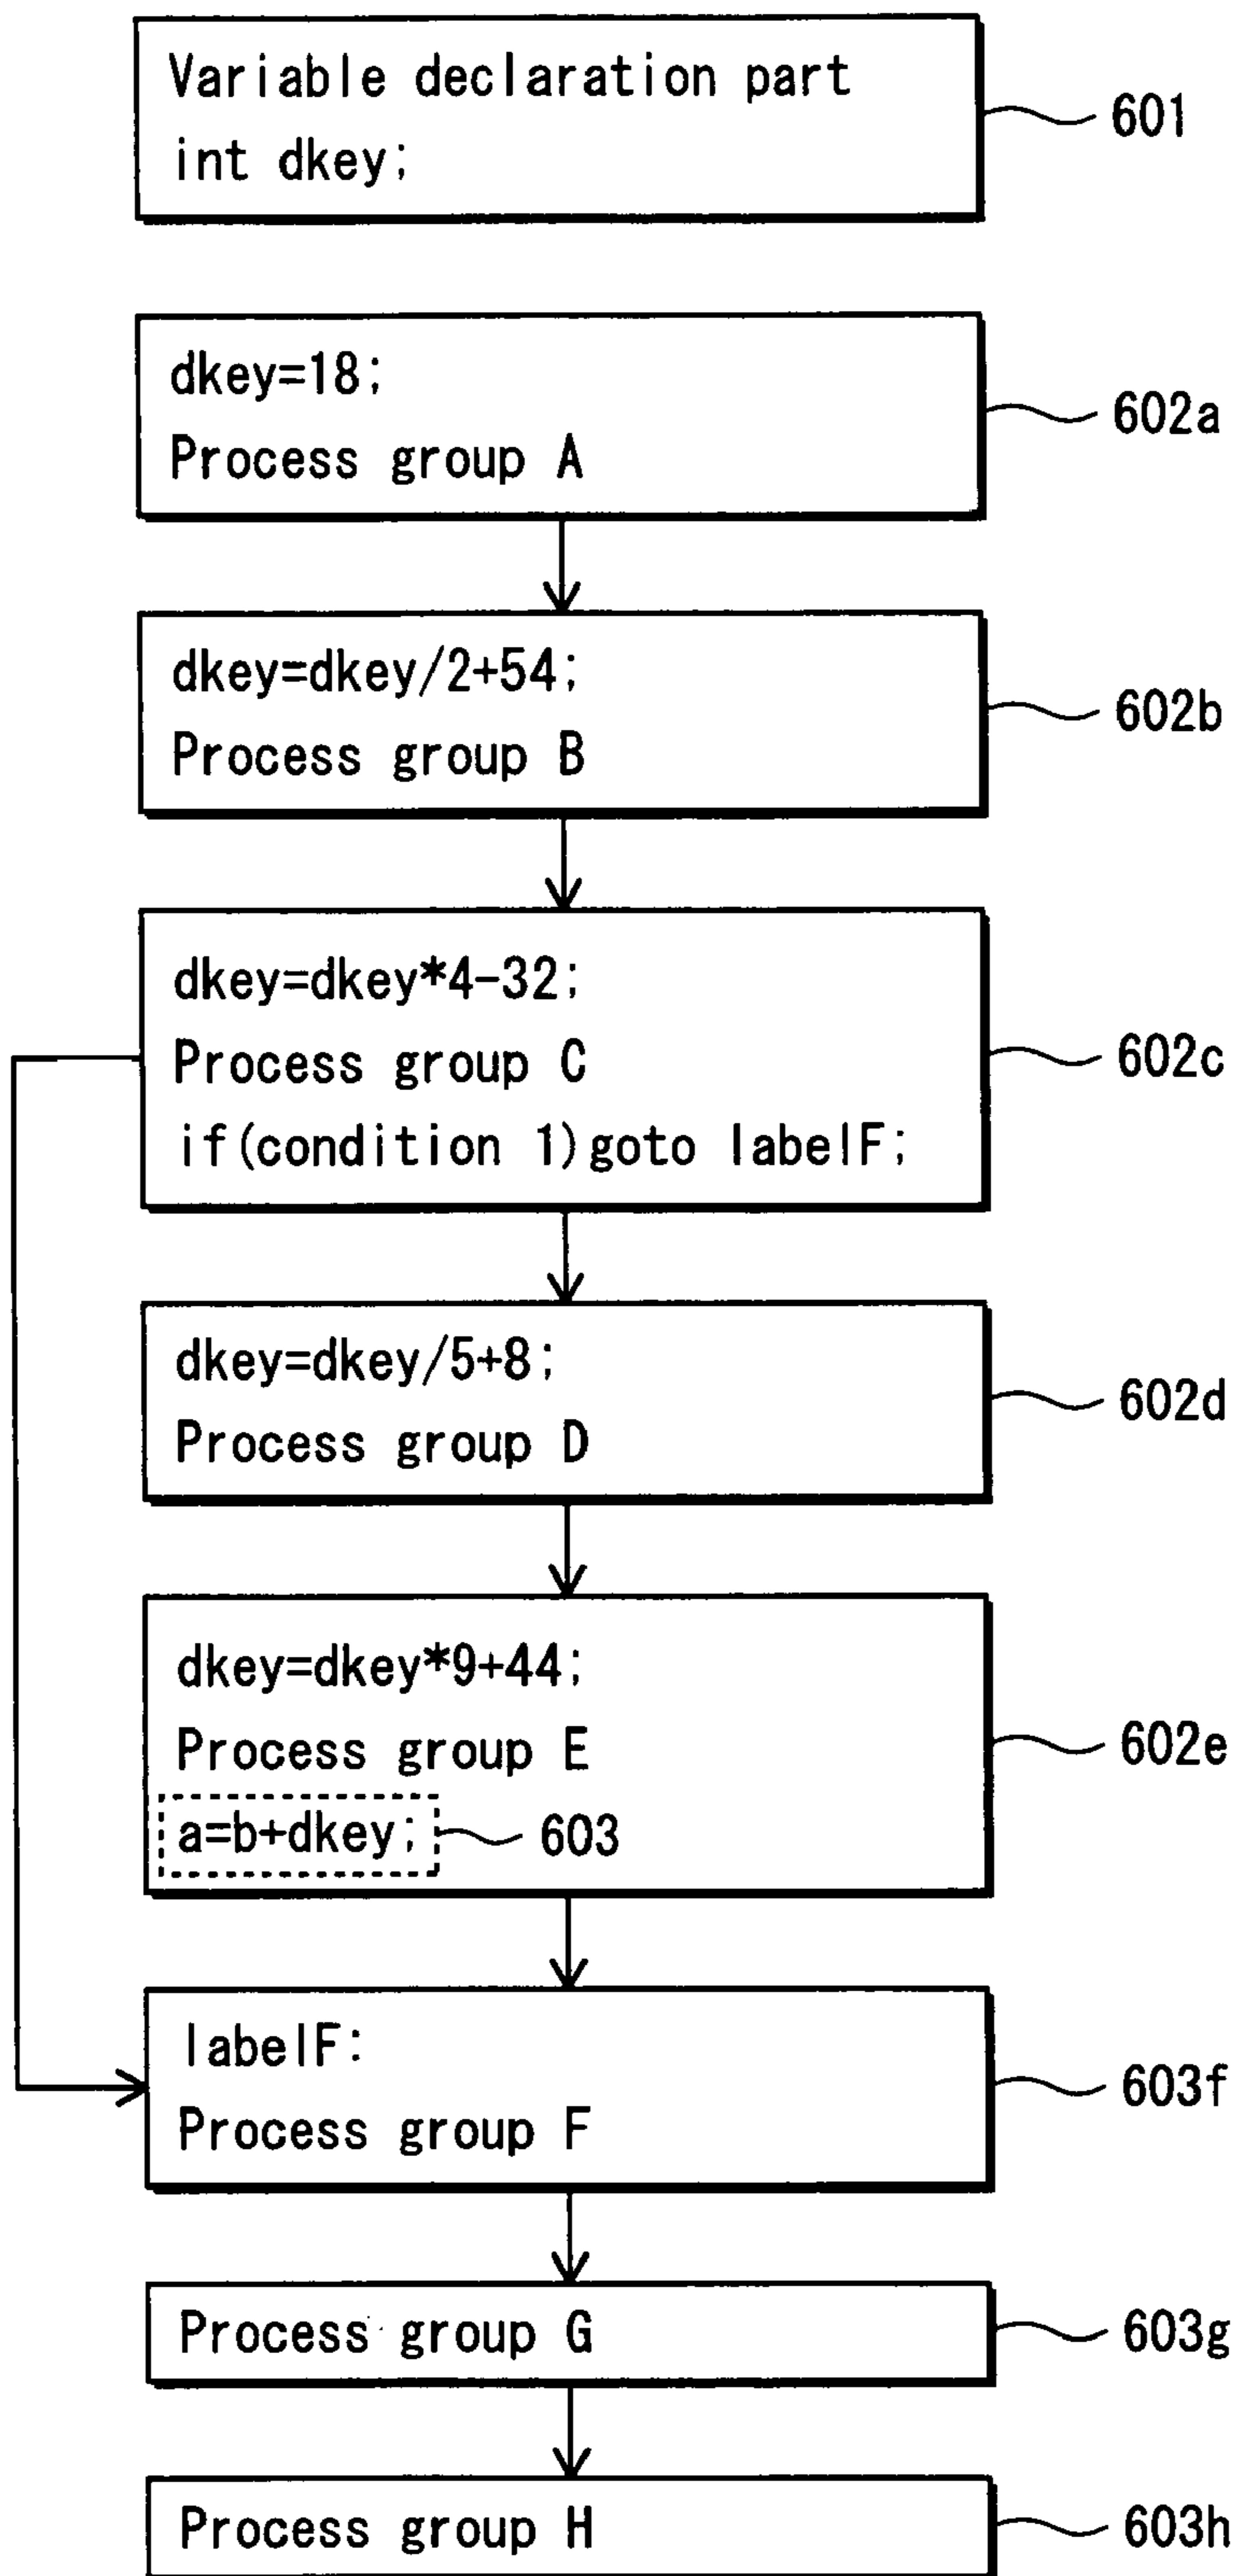 Variable declaration part
int dkey;
601
dkey=18;
Process group A
602a
dkey=dkey/2+54;
Process group B
602b
dkey=dkey*4-32;
Process group C
if(condition 1)goto labelF;
602c
dkey=dkey/5+8;
Process group D
602d
dkey=dkey*9+44;
Process group E
a=b+dkey;
603
602e
labelF:
Process group F
603f
Process group G
603g
Process group H
603h